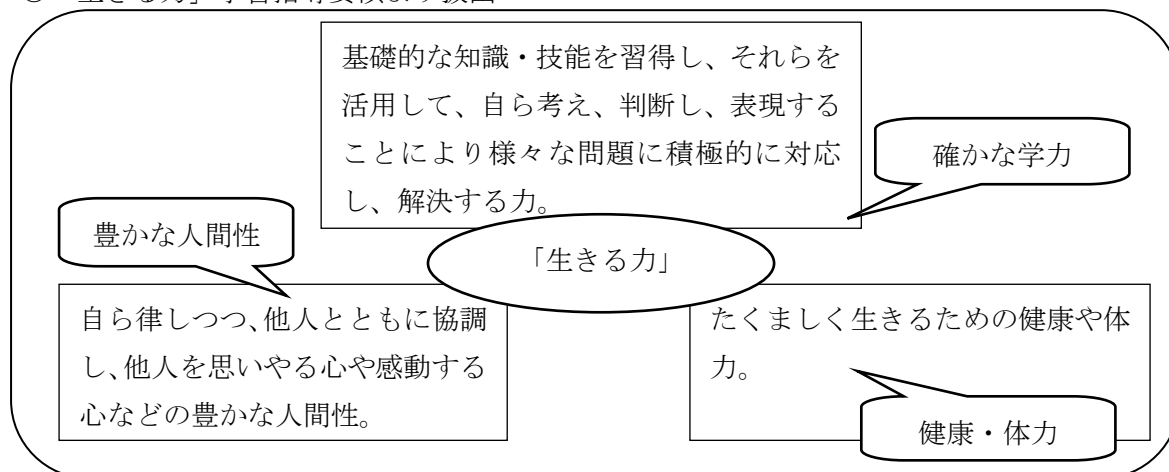 基礎的な知識・技能を習得し、それらを
活用して、自ら考え、判断し、表現する
ことにより様々な問題に積極的に対応
し、解決する力。
確かな学力
豊かな人間性
「生きる力」
自ら律しつつ、他人とともに協調
し、他人を思いやる心や感動する
心などの豊かな人間性。
たくましく生きるための健康や体
力。
健康・体力